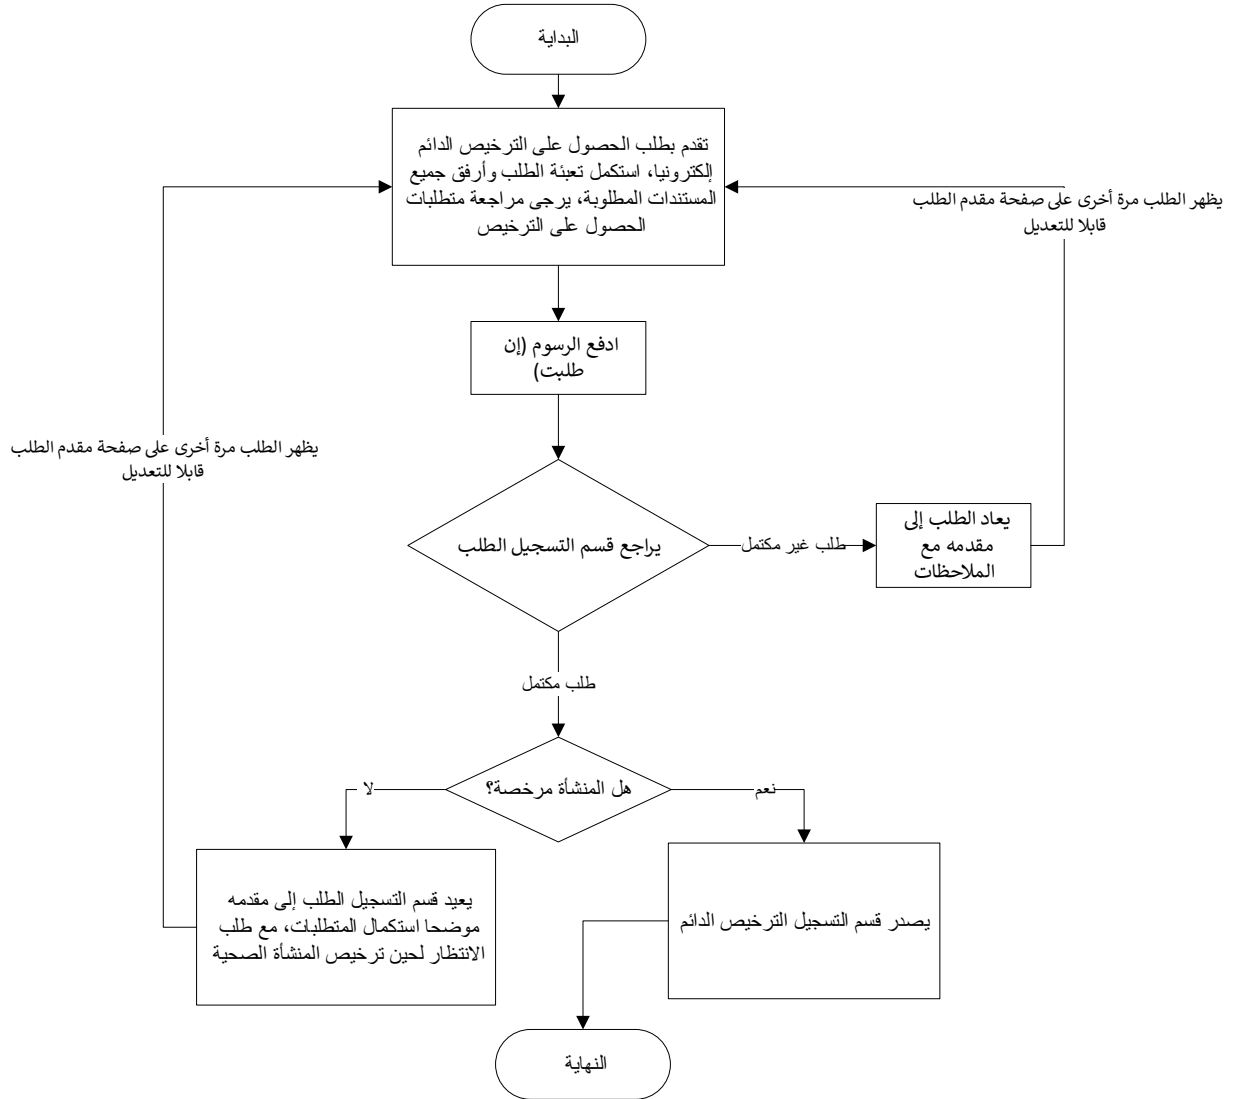 البداية
تقدم بطلب الحصول على الترخيص الدائم
إلكترونيا، استكمل تعبئة الطلب وأرفق جميع
المستندات المطلوبة، يرجى مراجعة متطلبات
الحصول على الترخيص
يظهر الطلب مرة أخرى على صفحة مقدم الطلب
قابلا للتعديل
ادفع الرسوم (إن
طلبت)
يظهر الطلب مرة أخرى على صفحة مقدم الطلب
قابلا للتعديل
يراجع قسم التسجيل الطلب
طلب غير مكتمل
يعاد الطلب إلى
مقدمه مع
الملاحظات
طلب مكتمل
هل المنشأة مرخصة؟
نعم
لا
يصدر قسم التسجيل الترخيص الدائم
يعيد قسم التسجيل الطلب إلى مقدمه
موضحا استكمال المتطلبات، مع طلب
الانتظار لحين ترخيص المنشأة الصحية
النهاية